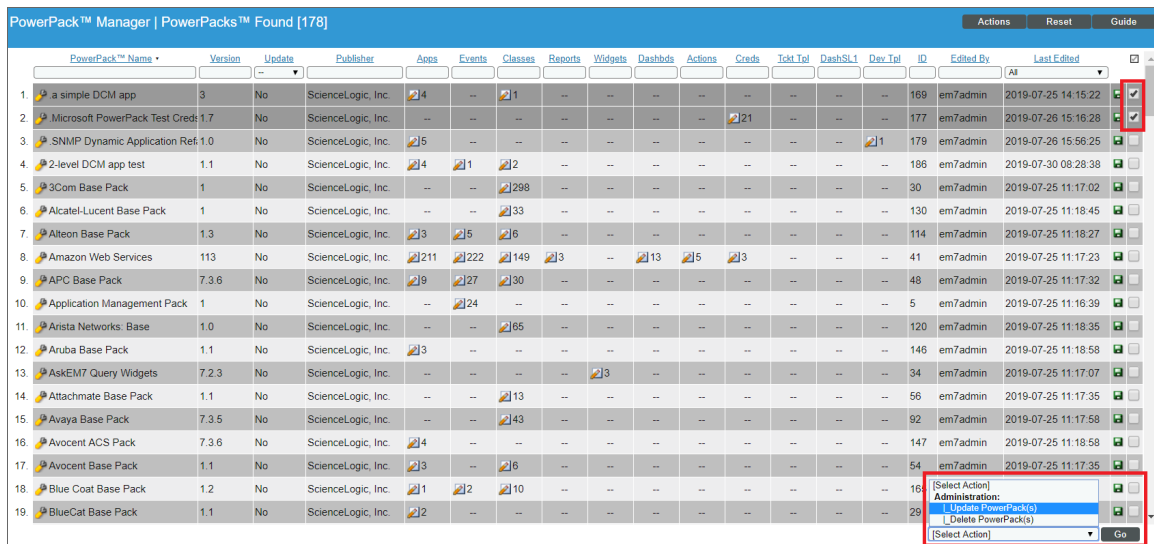 PowerPack™ Manager | PowerPacks™ Found [178] Actions Reset Guide
PowerPack™ Name • Version Update Publisher Apps Events Classes Reports Widgets Dashbds Actions Creds Tckt Tpl DashSL1 Dev Tpl ID Edited By Last Edited
-- All
1. .a simple DCM app 3 No ScienceLogic, Inc. 4 -- 1 -- -- -- -- -- -- -- -- 169 em7admin 2019-07-25 14:15:22
2. .Microsoft PowerPack Test Creds 1.7 No ScienceLogic, Inc. -- -- -- -- -- -- -- 21 -- -- -- 177 em7admin 2019-07-26 15:16:28
3. .SNMP Dynamic Application Refa 1.0 No ScienceLogic, Inc. 5 -- -- -- -- -- -- -- -- -- 1 179 em7admin 2019-07-26 15:56:25
4. 2-level DCM app test 1.1 No ScienceLogic, Inc. 4 1 2 -- -- -- -- -- -- -- -- 186 em7admin 2019-07-30 08:28:38
5. 3Com Base Pack 1 No ScienceLogic, Inc. -- -- 298 -- -- -- -- -- -- -- -- 30 em7admin 2019-07-25 11:17:02
6. Alcatel-Lucent Base Pack 1 No ScienceLogic, Inc. -- -- 33 -- -- -- -- -- -- -- -- 130 em7admin 2019-07-25 11:18:45
7. Alteon Base Pack 1.3 No ScienceLogic, Inc. 3 5 6 -- -- -- -- -- -- -- -- 114 em7admin 2019-07-25 11:18:27
8. Amazon Web Services 113 No ScienceLogic, Inc. 211 222 149 3 -- 13 5 3 -- -- -- 41 em7admin 2019-07-25 11:17:23
9. APC Base Pack 7.3.6 No ScienceLogic, Inc. 9 27 30 -- -- -- -- -- -- -- -- 48 em7admin 2019-07-25 11:17:32
10. Application Management Pack 1 No ScienceLogic, Inc. -- 24 -- -- -- -- -- -- -- -- -- 5 em7admin 2019-07-25 11:16:39
11. Arista Networks: Base 1.0 No ScienceLogic, Inc. -- -- 65 -- -- -- -- -- -- -- -- 120 em7admin 2019-07-25 11:18:35
12. Aruba Base Pack 1.1 No ScienceLogic, Inc. 3 -- -- -- -- -- -- -- -- -- -- 146 em7admin 2019-07-25 11:18:58
13. AskEM7 Query Widgets 7.2.3 No ScienceLogic, Inc. -- -- -- -- 3 -- -- -- -- -- -- 34 em7admin 2019-07-25 11:17:07
14. Attachmate Base Pack 1.1 No ScienceLogic, Inc. -- -- 13 -- -- -- -- -- -- -- -- 56 em7admin 2019-07-25 11:17:35
15. Avaya Base Pack 7.3.5 No ScienceLogic, Inc. -- -- 43 -- -- -- -- -- -- -- -- 92 em7admin 2019-07-25 11:17:58
16. Avocent ACS Pack 7.3.6 No ScienceLogic, Inc. 4 -- -- -- -- -- -- -- -- -- -- 147 em7admin 2019-07-25 11:18:58
17. Avocent Base Pack 1.1 No ScienceLogic, Inc. 3 -- 6 -- -- -- -- -- -- -- -- 54 em7admin 2019-07-25 11:17:35
18. Blue Coat Base Pack 1.2 No ScienceLogic, Inc. 1 2 10 -- -- -- -- -- -- -- -- [Select Action]
Administration:
19. BlueCat Base Pack 1.1 No ScienceLogic, Inc. 2 -- -- -- -- -- -- -- -- -- -- 29 |_Update PowerPack(s)
|_Delete PowerPack(s)
[Select Action] Go